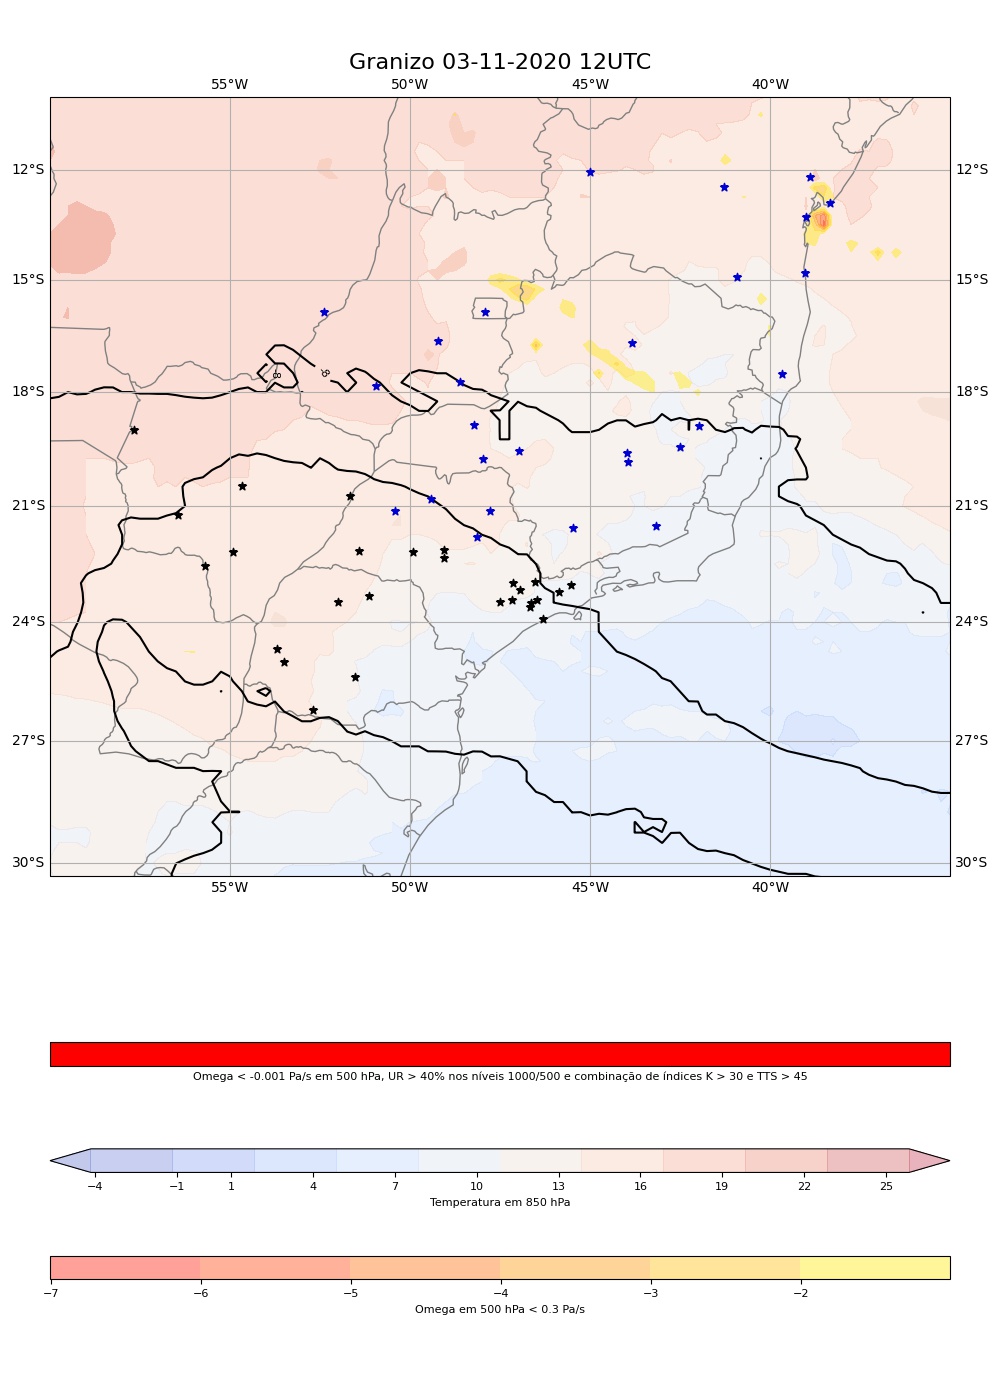 Granizo 03-11-2020 12UTC
55°W 50°W 45°W 40°W
12°S 12°S
15°S 15°S
18°S 18°S
21°S 21°S
24°S 24°S
27°S 27°S
30°S 30°S
55°W 50°W 45°W 40°W
Omega < -0.001 Pa/s em 500 hPa, UR > 40% nos níveis 1000/500 e combinação de índices K > 30 e TTS > 45
−4 −1 1 4 7 10 13 16 19 22 25
Temperatura em 850 hPa
−7 −6 −5 −4 −3 −2
Omega em 500 hPa < 0.3 Pa/s